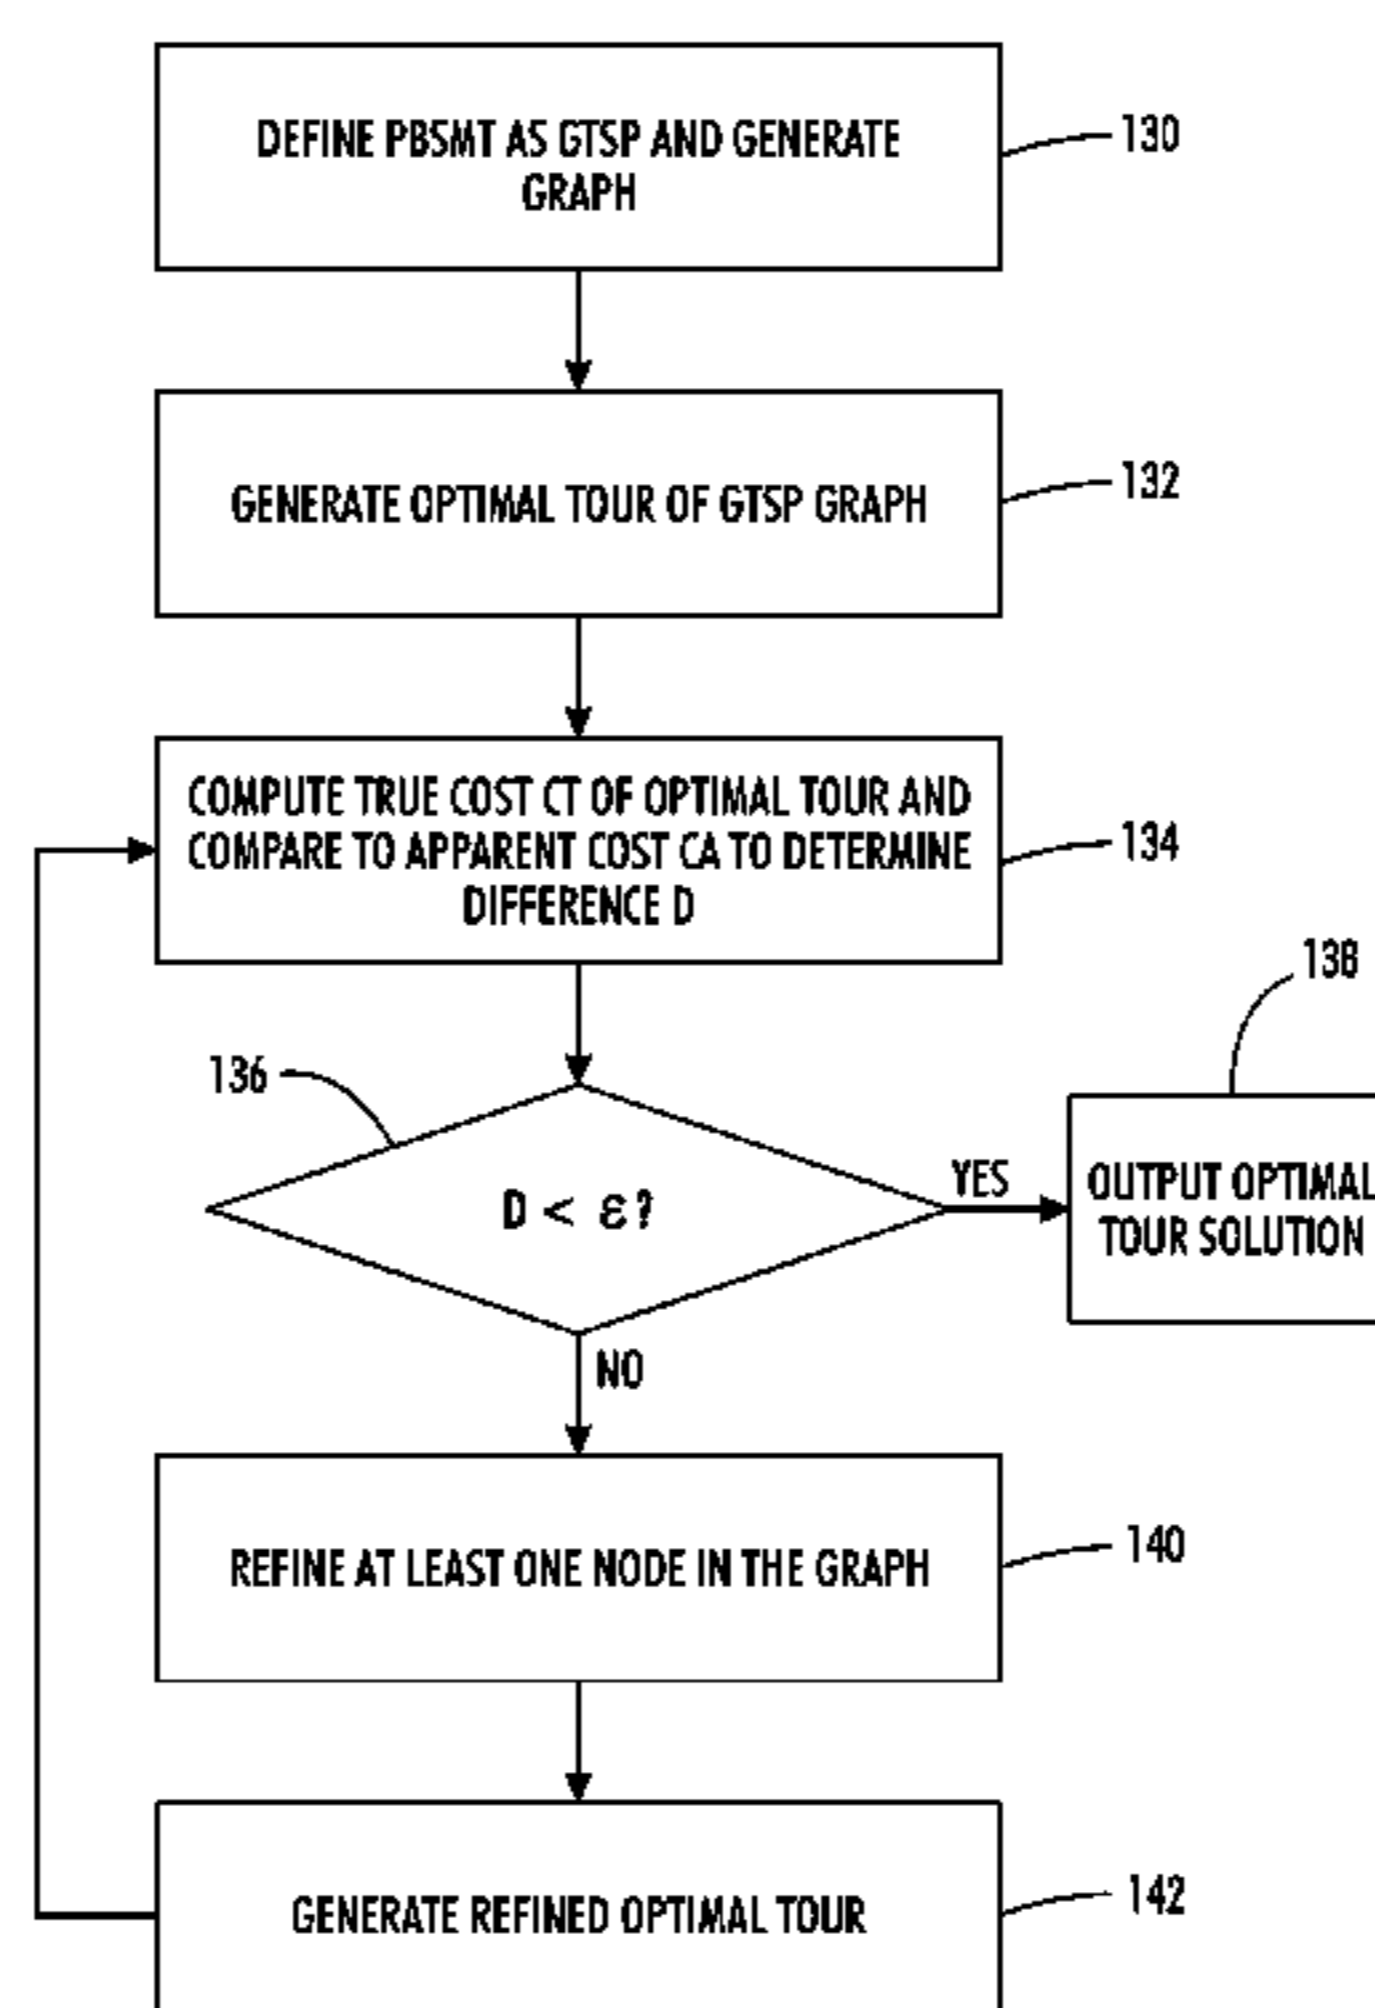 DEFINE PBSMT AS GTSP AND GENERATE
GRAPH
130
GENERATE OPTIMAL TOUR OF GTSP GRAPH
132
COMPUTE TRUE COST CT OF OPTIMAL TOUR AND
COMPARE TO APPARENT COST CA TO DETERMINE
DIFFERENCE D
134
136
D < ε?
YES
138
OUTPUT OPTIMAL
TOUR SOLUTION
NO
REFINE AT LEAST ONE NODE IN THE GRAPH
140
GENERATE REFINED OPTIMAL TOUR
142